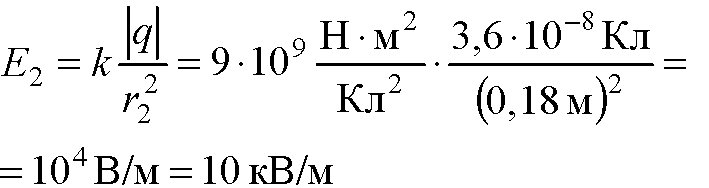 E₂ = k |q| / r₂² = 9·10⁹ Н·м² / Кл² · 3,6·10⁻⁸ Кл / (0,18 м)² =
= 10⁴ В/м = 10 кВ/м